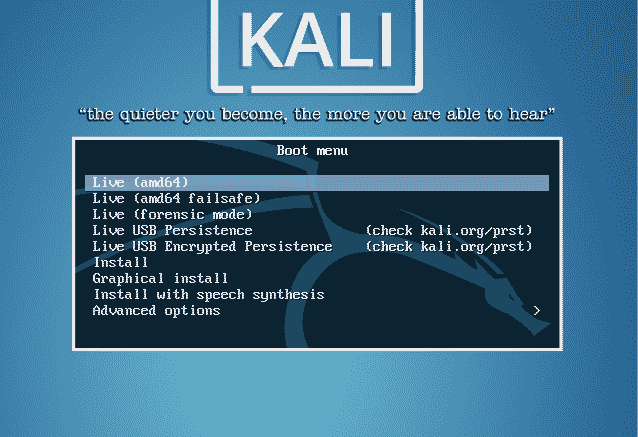 KALI
“the quieter you become, the more you are able to hear”
Boot menu
Live (amd64)
Live (amd64 failsafe)
Live (forensic mode)
Live USB Persistence (check kali.org/prst)
Live USB Encrypted Persistence (check kali.org/prst)
Install
Graphical install
Install with speech synthesis
Advanced options >